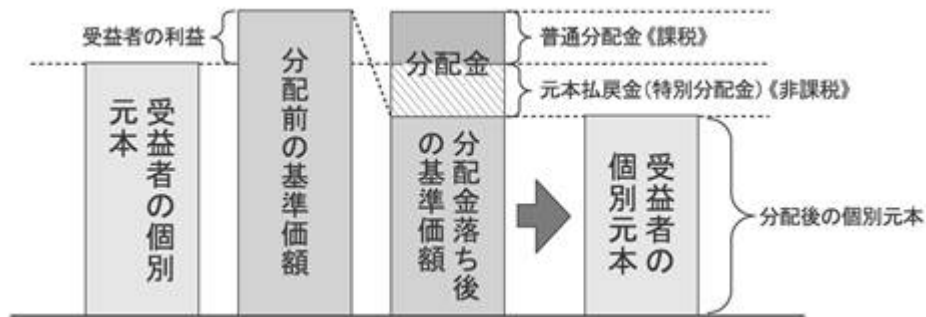 受益者の利益
受益者の個別
元本
分配前の基準価額
分配金
分配金落ち後
の基準価額
普通分配金《課税》
元本払戻金(特別分配金)《非課税》
受益者の
個別元本
分配後の個別元本